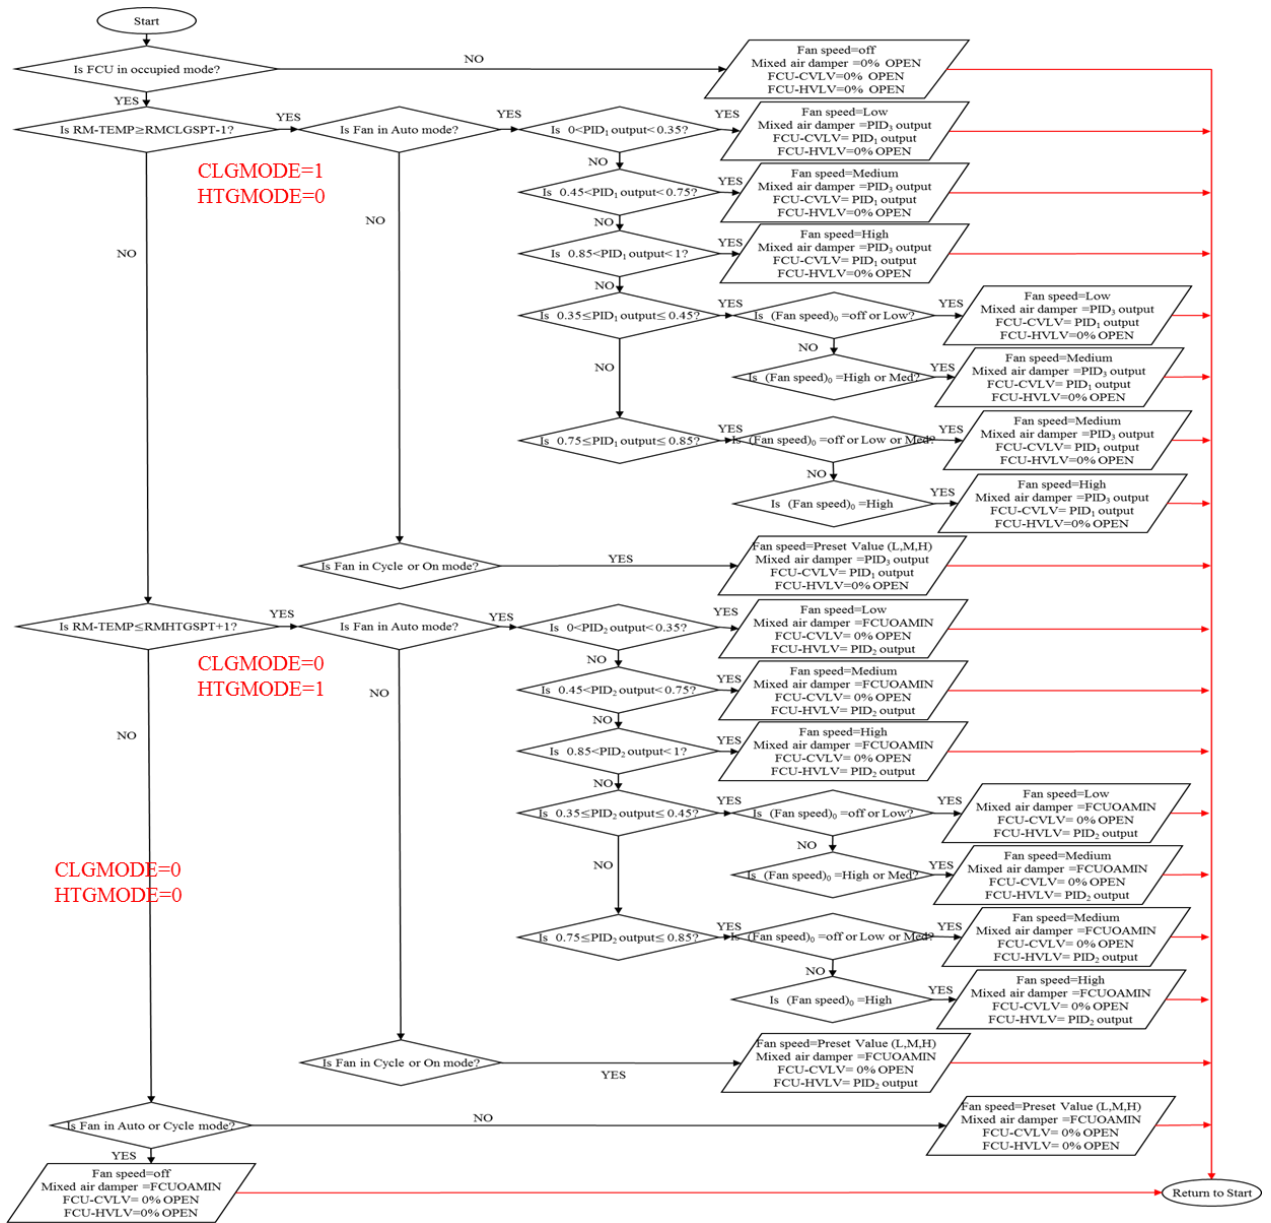 Start
Is FCU in occupied mode?
NO
Fan speed=off
Mixed air damper =0% OPEN
FCU-CVLV=0% OPEN
FCU-HVLV=0% OPEN
YES
Is RM-TEMP≥RMCLGSPT-1?
YES
Is Fan in Auto mode?
YES
Is 0<PID₁ output<0.35?
YES
Fan speed=Low
Mixed air damper =PID₃ output
FCU-CVLV= PID₁ output
FCU-HVLV=0% OPEN
CLGMODE=1
HTGMODE=0
NO
Is 0.45<PID₁ output<0.75?
YES
Fan speed=Medium
Mixed air damper =PID₃ output
FCU-CVLV= PID₁ output
FCU-HVLV=0% OPEN
NO
NO
NO
Is 0.85<PID₁ output<1?
YES
Fan speed=High
Mixed air damper =PID₃ output
FCU-CVLV= PID₁ output
FCU-HVLV=0% OPEN
NO
Is 0.35≤PID₁ output≤ 0.45?
YES
Is (Fan speed)₀ =off or Low?
YES
Fan speed=Low
Mixed air damper =PID₃ output
FCU-CVLV= PID₁ output
FCU-HVLV=0% OPEN
NO
NO
Is (Fan speed)₀ =High or Med?
YES
Fan speed=Medium
Mixed air damper =PID₃ output
FCU-CVLV= PID₁ output
FCU-HVLV=0% OPEN
Is 0.75≤PID₁ output≤ 0.85?
YES
Is (Fan speed)₀ =off or Low or Med?
YES
Fan speed=Medium
Mixed air damper =PID₃ output
FCU-CVLV= PID₁ output
FCU-HVLV=0% OPEN
NO
Is (Fan speed)₀ =High
YES
Fan speed=High
Mixed air damper =PID₃ output
FCU-CVLV= PID₁ output
FCU-HVLV=0% OPEN
Is Fan in Cycle or On mode?
YES
Fan speed=Preset Value (L,M,H)
Mixed air damper =PID₃ output
FCU-CVLV= PID₁ output
FCU-HVLV=0% OPEN
Is RM-TEMP≤RMHTGSPT+1?
YES
Is Fan in Auto mode?
YES
Is 0<PID₂ output<0.35?
YES
Fan speed=Low
Mixed air damper =FCUOAMIN
FCU-CVLV= 0% OPEN
FCU-HVLV= PID₂ output
CLGMODE=0
HTGMODE=1
NO
Is 0.45<PID₂ output<0.75?
YES
Fan speed=Medium
Mixed air damper =FCUOAMIN
FCU-CVLV= 0% OPEN
FCU-HVLV= PID₂ output
NO
NO
NO
Is 0.85<PID₂ output<1?
YES
Fan speed=High
Mixed air damper =FCUOAMIN
FCU-CVLV= 0% OPEN
FCU-HVLV= PID₂ output
NO
Is 0.35≤PID₂ output≤ 0.45?
YES
Is (Fan speed)₀ =off or Low?
YES
Fan speed=Low
Mixed air damper =FCUOAMIN
FCU-CVLV= 0% OPEN
FCU-HVLV= PID₂ output
NO
NO
Is (Fan speed)₀ =High or Med?
YES
Fan speed=Medium
Mixed air damper =FCUOAMIN
FCU-CVLV= 0% OPEN
FCU-HVLV= PID₂ output
CLGMODE=0
HTGMODE=0
Is 0.75≤PID₂ output≤ 0.85?
YES
Is (Fan speed)₀ =off or Low or Med?
YES
Fan speed=Medium
Mixed air damper =FCUOAMIN
FCU-CVLV= 0% OPEN
FCU-HVLV= PID₂ output
NO
Is (Fan speed)₀ =High
YES
Fan speed=High
Mixed air damper =FCUOAMIN
FCU-CVLV= 0% OPEN
FCU-HVLV= PID₂ output
Is Fan in Cycle or On mode?
YES
Fan speed=Preset Value (L,M,H)
Mixed air damper =FCUOAMIN
FCU-CVLV= 0% OPEN
FCU-HVLV= PID₂ output
Is Fan in Auto or Cycle mode?
NO
Fan speed=Preset Value (L,M,H)
Mixed air damper =FCUOAMIN
FCU-CVLV= 0% OPEN
FCU-HVLV= 0% OPEN
YES
Fan speed=off
Mixed air damper =FCUOAMIN
FCU-CVLV= 0% OPEN
FCU-HVLV=0% OPEN
Return to Start